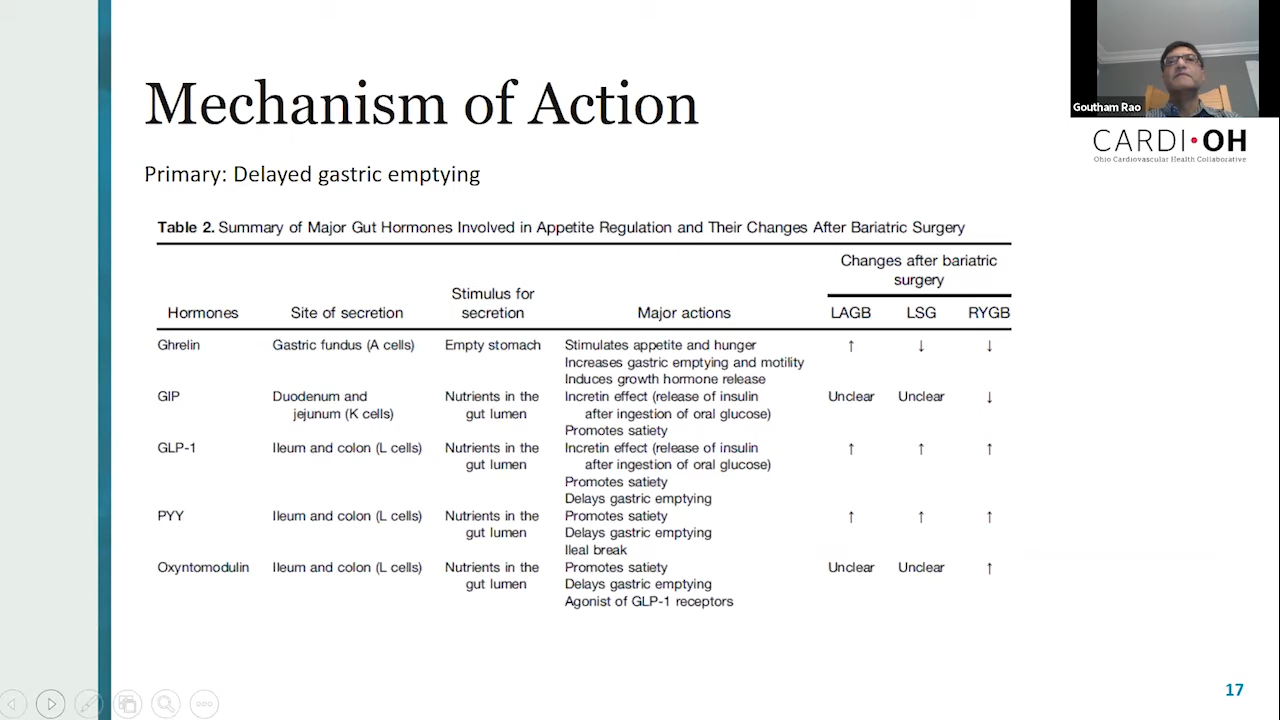 Mechanism of Action
Goutham Rao
CARDI•OH
Ohio Cardiovascular Health Collaborative
Primary: Delayed gastric emptying
Table 2. Summary of Major Gut Hormones Involved in Appetite Regulation and Their Changes After Bariatric Surgery
Changes after bariatric
surgery
Stimulus for
Hormones Site of secretion secretion Major actions LAGB LSG RYGB
Ghrelin Gastric fundus (A cells) Empty stomach Stimulates appetite and hunger ↑ ↓ ↓
Increases gastric emptying and motility
Induces growth hormone release
GIP Duodenum and Nutrients in the Incretin effect (release of insulin Unclear Unclear ↓
jejunum (K cells) gut lumen after ingestion of oral glucose)
Promotes satiety
GLP-1 Ileum and colon (L cells) Nutrients in the Incretin effect (release of insulin ↑ ↑ ↑
gut lumen after ingestion of oral glucose)
Promotes satiety
Delays gastric emptying
PYY Ileum and colon (L cells) Nutrients in the Promotes satiety ↑ ↑ ↑
gut lumen Delays gastric emptying
Ileal break
Oxyntomodulin Ileum and colon (L cells) Nutrients in the Promotes satiety Unclear Unclear ↑
gut lumen Delays gastric emptying
Agonist of GLP-1 receptors
17